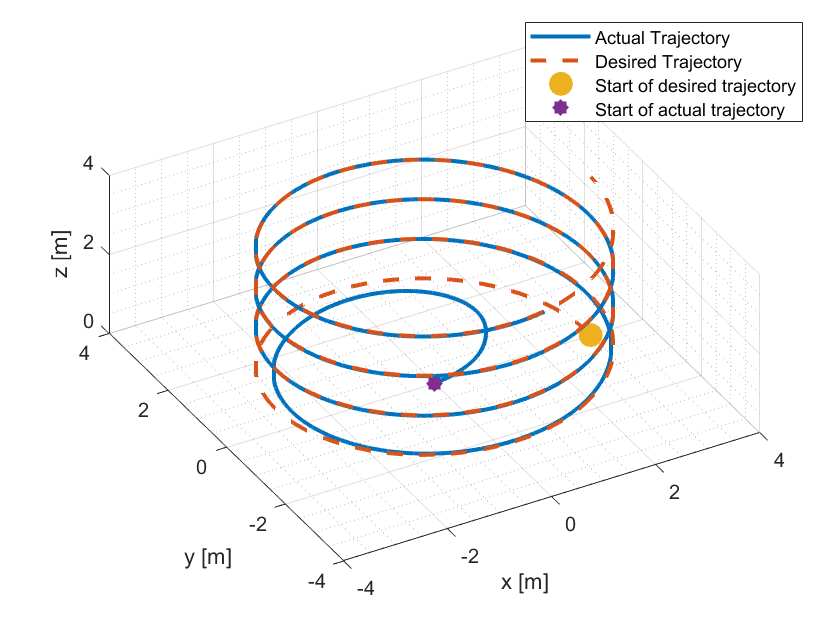 Actual Trajectory
Desired Trajectory
Start of desired trajectory
Start of actual trajectory
4
2
0
z [m]
4
2
0
-2
-4
y [m]
-4
-2
0
2
4
x [m]